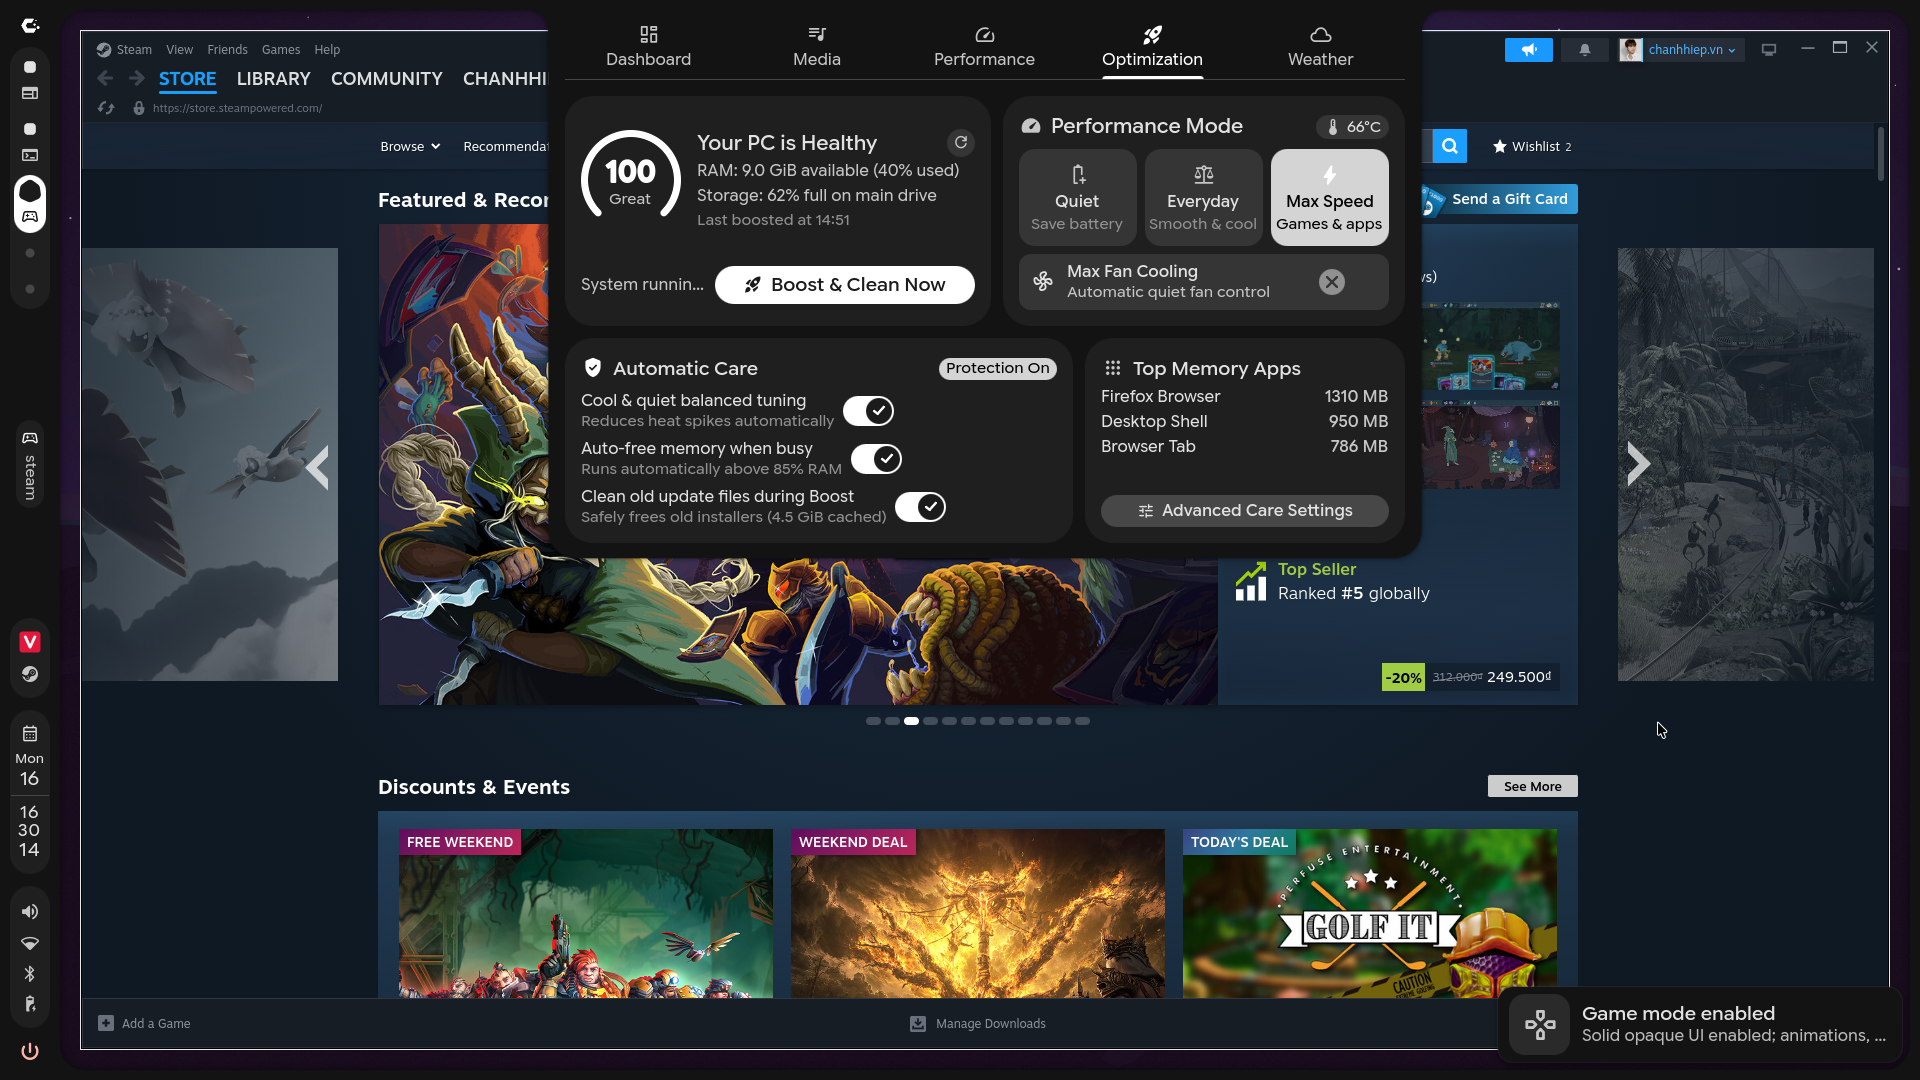 Dashboard
Media
Performance
Optimization
Weather
Steam View Friends Games Help
chanhhiep.vn
STORE LIBRARY COMMUNITY CHANHHI
https://store.steampowered.com/
Browse
Recommenda
Wishlist 2
Featured & Recor
Send a Gift Card
100
Great
Your PC is Healthy
RAM: 9.0 GiB available (40% used)
Storage: 62% full on main drive
Last boosted at 14:51
System runnin...
Boost & Clean Now
Performance Mode
66°C
Quiet
Save battery
Everyday
Smooth & cool
Max Speed
Games & apps
Max Fan Cooling
Automatic quiet fan control
vs)
Automatic Care
Protection On
Cool & quiet balanced tuning
Reduces heat spikes automatically
Auto-free memory when busy
Runs automatically above 85% RAM
Clean old update files during Boost
Safely frees old installers (4.5 GiB cached)
Top Memory Apps
Firefox Browser 1310 MB
Desktop Shell 950 MB
Browser Tab 786 MB
Advanced Care Settings
Top Seller
Ranked #5 globally
-20% 312.000₫ 249.500₫
Discounts & Events
See More
FREE WEEKEND
WEEKEND DEAL
TODAY'S DEAL
PERFUSE ENTERTAINMENT
GOLF IT
CAUTION
Add a Game
Manage Downloads
Game mode enabled
Solid opaque UI enabled; animations, ...
steam
V
Mon
16
16
30
14